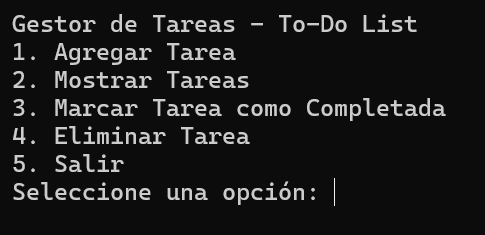 Gestor de Tareas - To-Do List
1. Agregar Tarea
2. Mostrar Tareas
3. Marcar Tarea como Completada
4. Eliminar Tarea
5. Salir
Seleccione una opción: